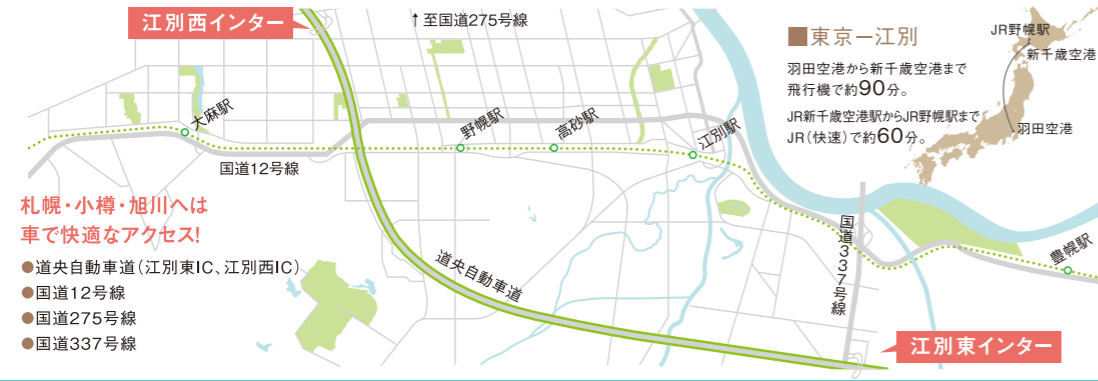 江別西インター
↑至国道275号線
■東京ー江別
羽田空港から新千歳空港まで
飛行機で約90分。
JR新千歳空港駅からJR野幌駅まで
JR(快速)で約60分。
JR野幌駅
新千歳空港
羽田空港
大麻駅
野幌駅
高砂駅
江別駅
国道12号線
札幌・小樽・旭川へは
車で快適なアクセス!
●道央自動車道(江別東IC、江別西IC)
●国道12号線
●国道275号線
●国道337号線
道央自動車道
国道337号線
豊幌駅
江別東インター